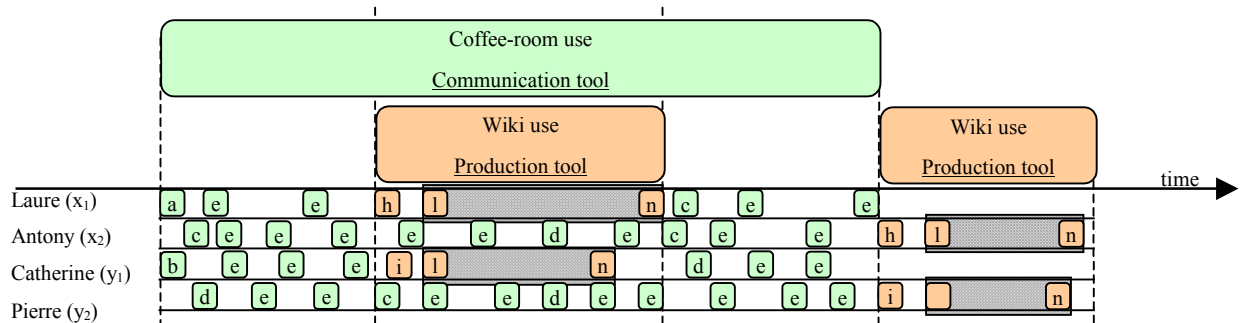 Coffee-room use
Communication tool
Wiki use
Production tool
Wiki use
Production tool
time
Laure (x1) a e e h l n c e e
Antony (x2) c e e e e e d e c e e h l n
Catherine (y1) b e e e i l n d e e
Pierre (y2) d e e c e e d e e e e e i n